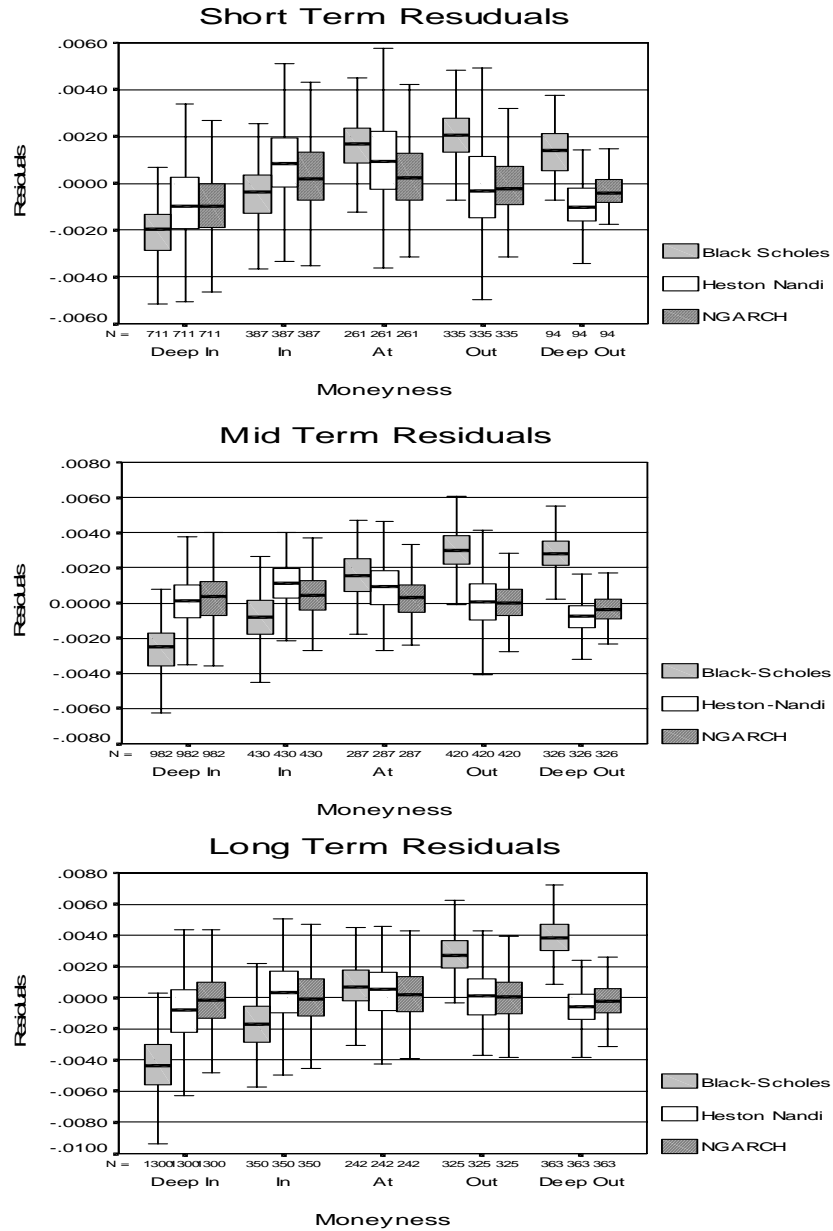 Short Term Resuduals
.0060
.0040
.0020
.0000
-.0020
-.0040
-.0060
Residuals
N = 711 711 711 387 387 387 261 261 261 335 335 335 94 94 94
Deep In In At Out Deep Out
Moneyness
Black Scholes
Heston Nandi
NGARCH
Mid Term Residuals
.0080
.0060
.0040
.0020
0.0000
-.0020
-.0040
-.0060
-.0080
Residuals
N = 982 982 982 430 430 430 287 287 287 420 420 420 326 326 326
Deep In In At Out Deep Out
Moneyness
Black-Scholes
Heston-Nandi
NGARCH
Long Term Residuals
.0080
.0060
.0040
.0020
.0000
-.0020
-.0040
-.0060
-.0080
-.0100
Residuals
N = 1300 1300 1300 350 350 350 242 242 242 325 325 325 363 363 363
Deep In In At Out Deep Out
Moneyness
Black-Scholes
Heston Nandi
NGARCH